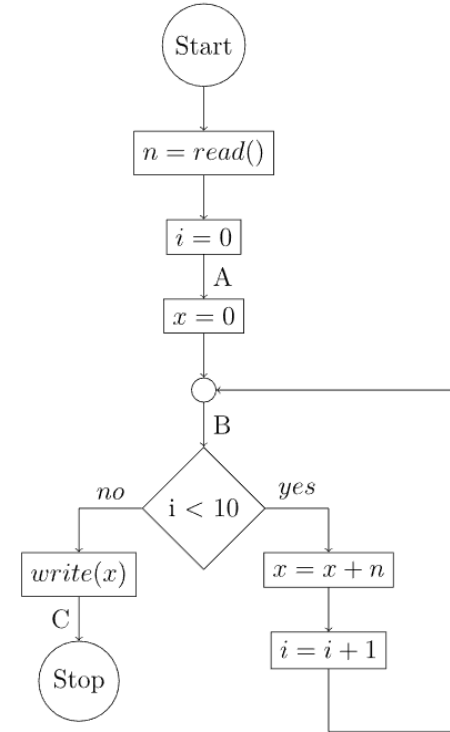 Start
n = read()
i = 0
A
x = 0
B
no
i < 10
yes
write(x)
x = x + n
C
i = i + 1
Stop